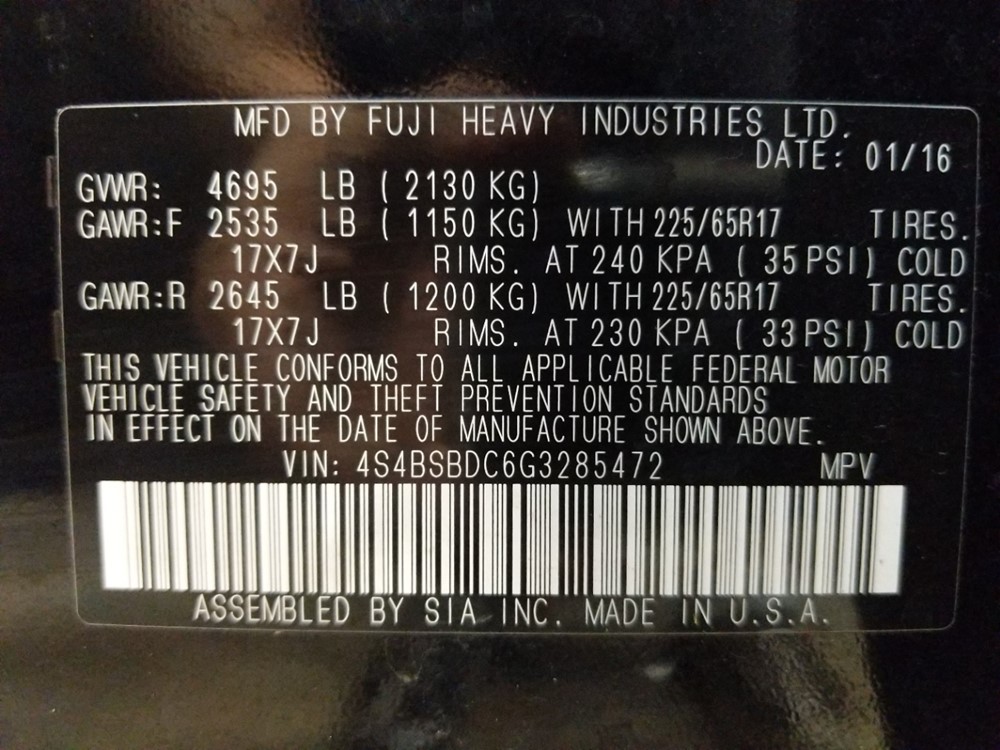 MFD BY FUJI HEAVY INDUSTRIES LTD.
DATE: 01/16
GVWR: 4695 LB ( 2130 KG)
GAWR:F 2535 LB ( 1150 KG) WITH 225/65R17 TIRES.
17X7J RIMS. AT 240 KPA ( 35 PSI) COLD
GAWR:R 2645 LB ( 1200 KG) WITH 225/65R17 TIRES.
17X7J RIMS. AT 230 KPA ( 33 PSI) COLD
THIS VEHICLE CONFORMS TO ALL APPLICABLE FEDERAL MOTOR
VEHICLE SAFETY AND THEFT PREVENTION STANDARDS
IN EFFECT ON THE DATE OF MANUFACTURE SHOWN ABOVE.
VIN: 4S4BSBDC6G3285472 MPV
ASSEMBLED BY SIA INC. MADE IN U.S.A.